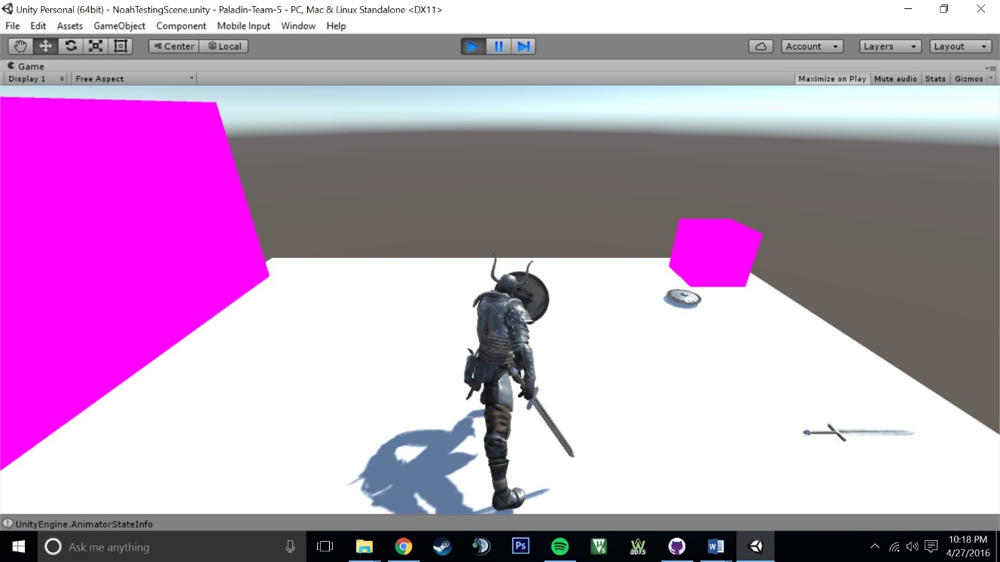 Unity Personal (64bit) - NoahTestingScene.unity - Paladin-Team-5 - PC, Mac & Linux Standalone <DX11>
File Edit Assets GameObject Component Mobile Input Window Help
Center Local Account Layers Layout
Game
Display 1 Free Aspect Maximize on Play Mute audio Stats Gizmos
UnityEngine.AnimatorStateInfo
Ask me anything
Ps
2015
10:18 PM
4/27/2016